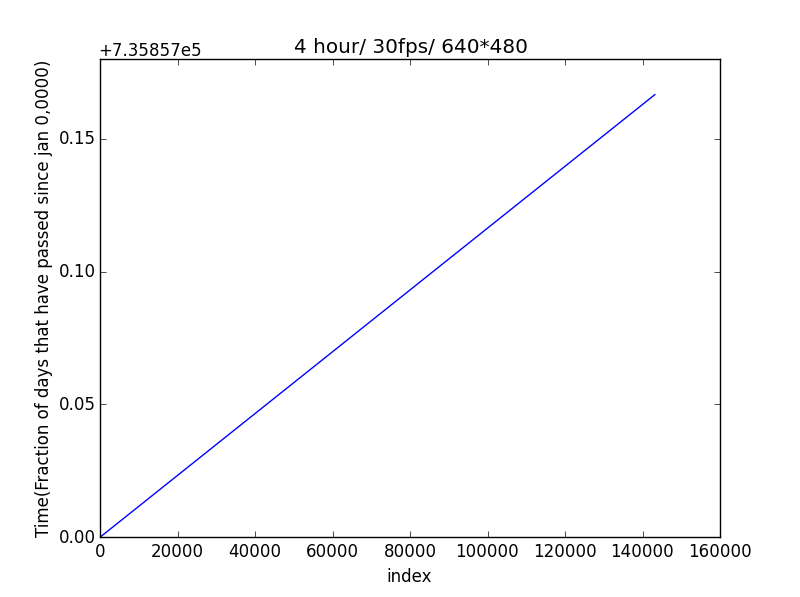 4 hour/ 30fps/ 640*480
+7.35857e5
Time(Fraction of days that have passed since jan 0,0000)
0.15
0.10
0.05
0.00
0 20000 40000 60000 80000 100000 120000 140000 160000
index